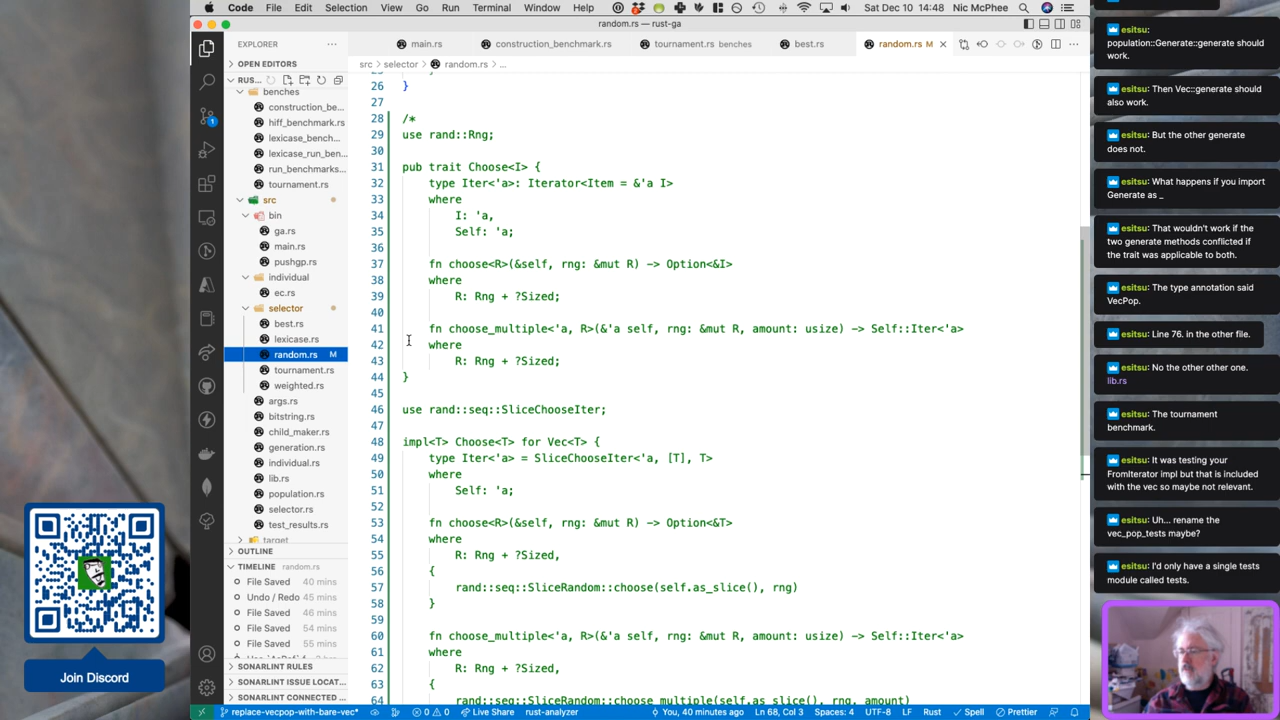 Code File Edit Selection View Go Run Terminal Window Help Sat Dec 10 14:48 Nic McPhee
random.rs — rust-ga
EXPLORER
main.rs
construction_benchmark.rs
tournament.rs benches
best.rs
random.rs M
OPEN EDITORS
RUS...
src > selector > random.rs > ...
benches
construction_be...
hiff_benchmark.rs
lexicase_bench...
lexicase_run_ben...
run_benchmarks...
tournament.rs
src
bin
ga.rs
main.rs
pushgp.rs
individual
ec.rs
selector
best.rs
lexicase.rs
random.rs M
tournament.rs
weighted.rs
args.rs
bitstring.rs
child_maker.rs
generation.rs
individual.rs
lib.rs
population.rs
selector.rs
test_results.rs
target
OUTLINE
TIMELINE random.rs
File Saved 40 mins
Undo / Redo 45 mins
File Saved 46 mins
File Saved 54 mins
File Saved 55 mins
SONARLINT RULES
SONARLINT ISSUE LOCAT...
SONARLINT CONNECTED ...
26 }
27
28 /*
29 use rand::Rng;
30
31 pub trait Choose<I> {
32 type Iter<'a>: Iterator<Item = &'a I>
33 where
34 I: 'a,
35 Self: 'a;
36
37 fn choose<R>(&self, rng: &mut R) -> Option<&I>
38 where
39 R: Rng + ?Sized;
40
41 fn choose_multiple<'a, R>(&'a self, rng: &mut R, amount: usize) -> Self::Iter<'a>
42 where
43 R: Rng + ?Sized;
44 }
45
46 use rand::seq::SliceChooseIter;
47
48 impl<T> Choose<T> for Vec<T> {
49 type Iter<'a> = SliceChooseIter<'a, [T], T>
50 where
51 Self: 'a;
52
53 fn choose<R>(&self, rng: &mut R) -> Option<&T>
54 where
55 R: Rng + ?Sized,
56 {
57 rand::seq::SliceRandom::choose(self.as_slice(), rng)
58 }
59
60 fn choose_multiple<'a, R>(&'a self, rng: &mut R, amount: usize) -> Self::Iter<'a>
61 where
62 R: Rng + ?Sized,
63 {
64 rand::seq::SliceRandom::choose_multiple(self.as_slice(), rng, amount)
replace-vecpop-with-bare-vec* 0 0 Live Share rust-analyzer You, 40 minutes ago Ln 68, Col 3 Spaces: 4 UTF-8 LF Rust Spell Prettier
Join Discord
esitsu: If
population::Generate::generate should
work.
esitsu: Then Vec::generate should
also work.
esitsu: But the other generate
does not.
esitsu: What happens if you import
Generate as _
esitsu: That wouldn't work if the
two generate methods conflicted if
the trait was applicable to both.
esitsu: The type annotation said
VecPop.
esitsu: Line 76. in the other file.
esitsu: No the other other one.
lib.rs
esitsu: The tournament
benchmark.
esitsu: It was testing your
FromIterator impl but that is included
with the vec so maybe not relevant.
esitsu: Uh... rename the
vec_pop_tests maybe?
esitsu: I'd only have a single tests
module called tests.